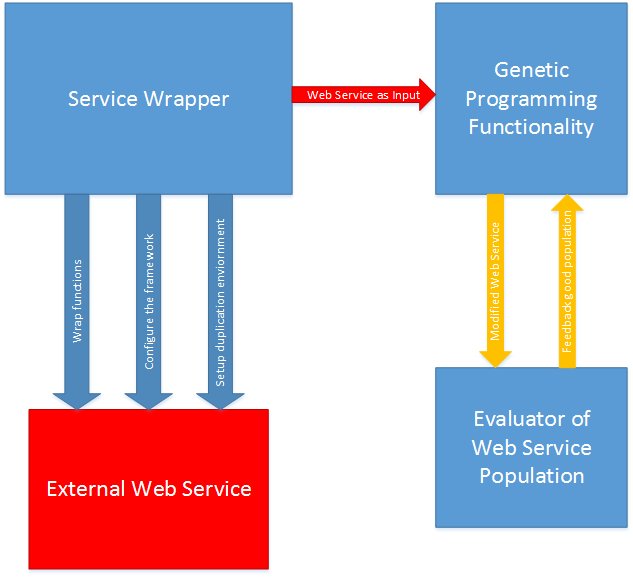 Service Wrapper
Web Service as Input
Genetic
Programming
Functionality
Wrap functions
Configure the framework
Setup duplication enviornment
Modified Web Service
Feedback good population
External Web Service
Evaluator of
Web Service
Population